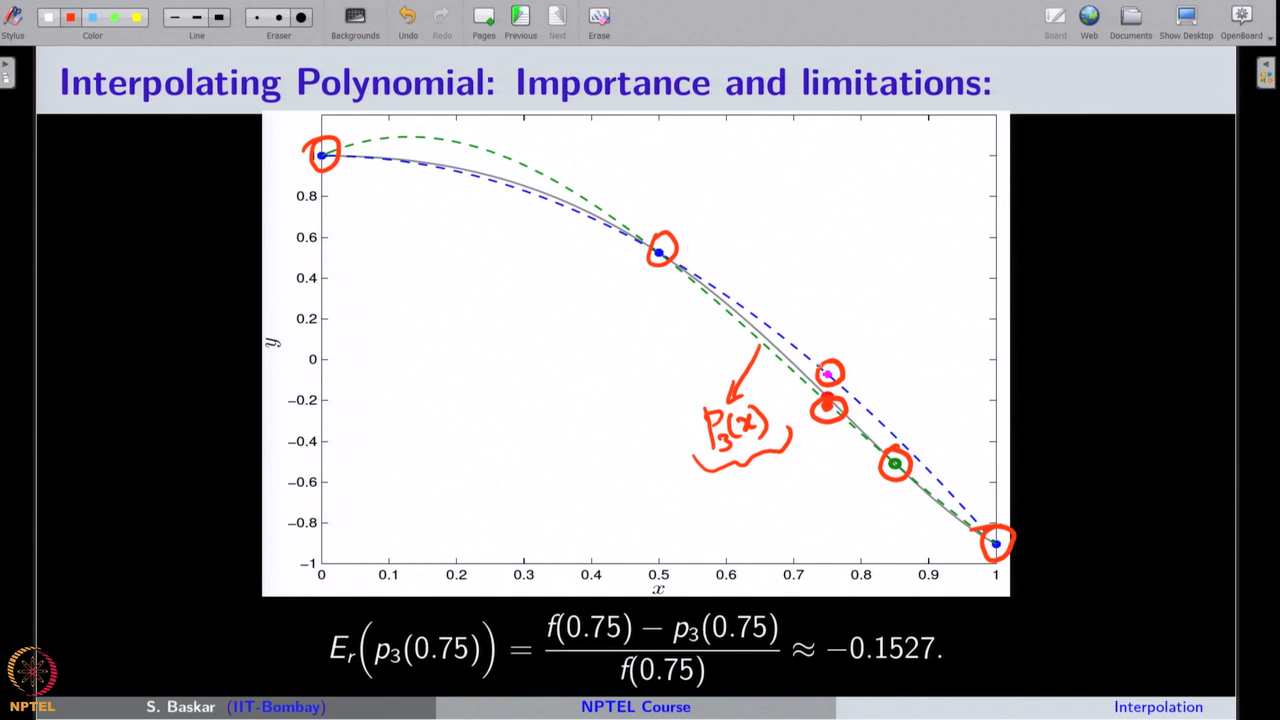 Stylus
Color
Line
Eraser
Backgrounds
Undo
Redo
Pages
Previous
Next
Erase
Board
Web
Documents
Show Desktop
OpenBoard
Interpolating Polynomial: Importance and limitations:
0.8
0.6
0.4
0.2
0
−0.2
−0.4
−0.6
−0.8
−1
y
0 0.1 0.2 0.3 0.4 0.5 0.6 0.7 0.8 0.9 1
x
P₃(x)
Eᵣ(p₃(0.75)) = f(0.75) − p₃(0.75) / f(0.75) ≈ −0.1527.
NPTEL
S. Baskar (IIT-Bombay) NPTEL Course Interpolation